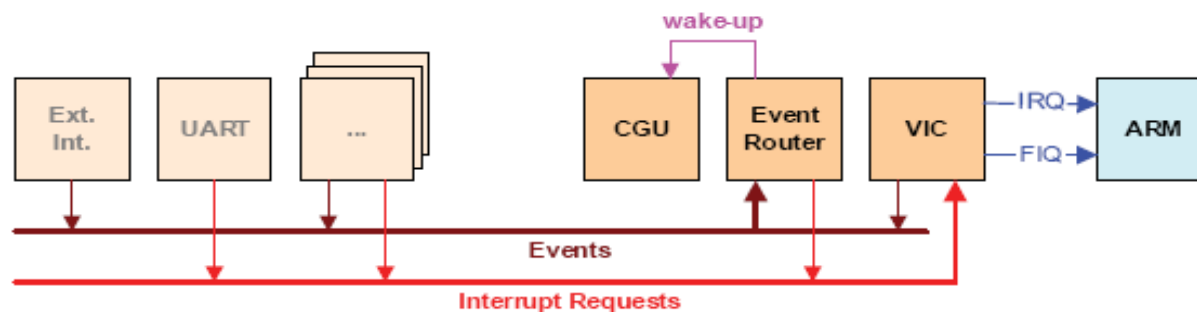 wake-up
Ext.
Int.
UART
...
CGU
Event
Router
VIC
IRQ
FIQ
ARM
Events
Interrupt Requests